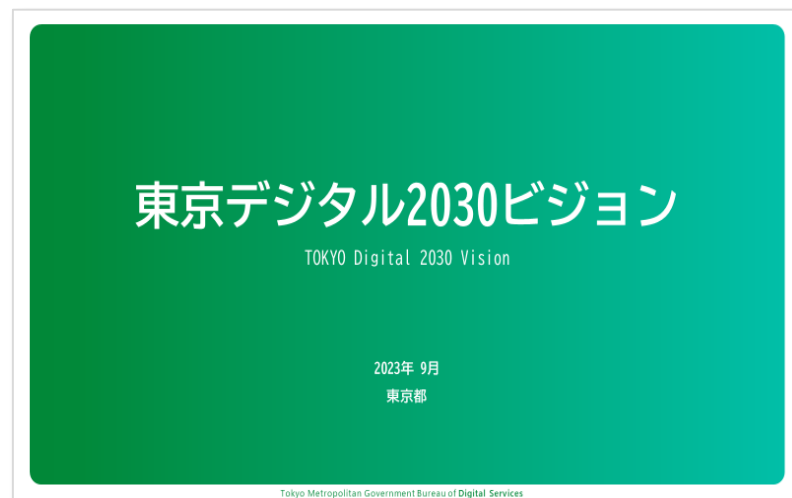 東京デジタル2030ビジョン
TOKYO Digital 2030 Vision
2023年 9月
東京都
Tokyo Metropolitan Government Bureau of Digital Services